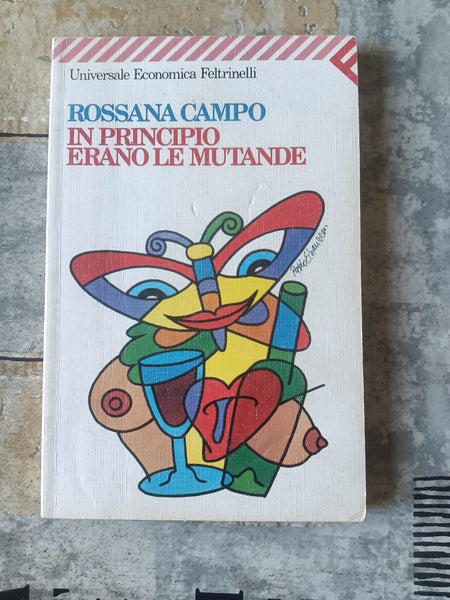 Universale Economica Feltrinelli
ROSSANA CAMPO
IN PRINCIPIO
ERANO LE MUTANDE